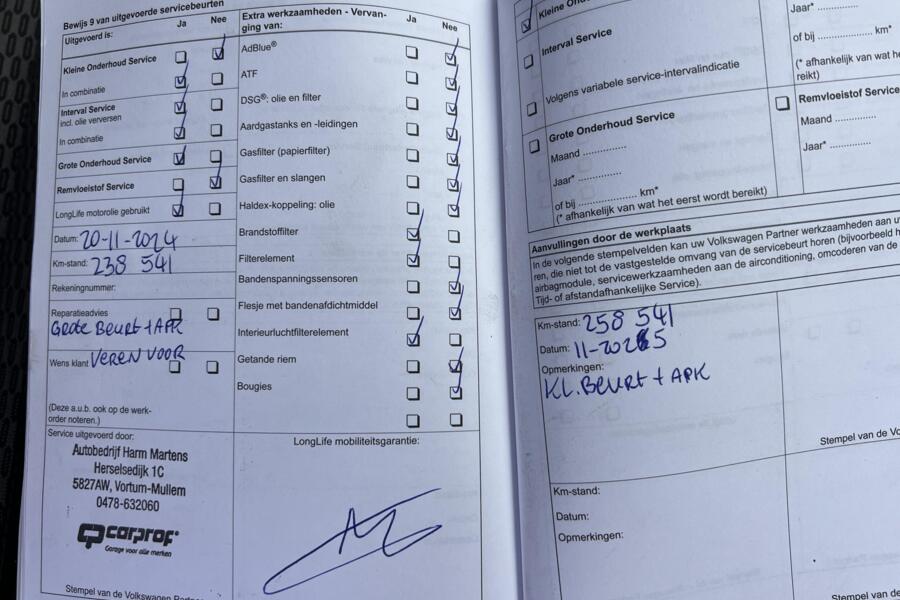 Bewijs 9 van uitgevoerde servicebeurten
Uitgevoerd is:
Ja
Nee
Kleine Onderhoud Service
In combinatie
Interval Service
incl. olie verversen
In combinatie
Grote Onderhoud Service
Remvloeistof Service
LongLife motorolie gebruikt
Datum: 20-11-2024
Km-stand: 238 541
Rekeningnummer:
Reparatieadvies
Grote Beurt + APK
Wens klant VEREN VOOR
(Deze a.u.b. ook op de werk-
order noteren.)
Service uitgevoerd door:
Autobedrijf Harm Martens
Herselsedijk 1C
5827AW, Vortum-Mullem
0478-632060
carprof
Garage voor alle merken
Stempel van de Volkswagen Partner
Extra werkzaamheden - Vervan-
ging van:
Ja
Nee
AdBlue®
ATF
DSG®: olie en filter
Aardgastanks en -leidingen
Gasfilter (papierfilter)
Gasfilter en slangen
Haldex-koppeling: olie
Brandstoffilter
Filterelement
Bandenspanningssensoren
Flesje met bandenafdichtmiddel
Interieurluchtfilterelement
Getande riem
Bougies
LongLife mobiliteitsgarantie:
Kleine
Interval Service
Volgens variabele service-intervalindicatie
Grote Onderhoud Service
Maand ..............
Jaar* ..............
of bij .................... km*
(* afhankelijk van wat het eerst wordt bereikt)
Jaar* ..............
of bij ................ km*
(* afhankelijk van wat
reikt)
Remvloeistof Service
Maand ..............
Jaar* ..............
Aanvullingen door de werkplaats
In de volgende stempelvelden kan uw Volkswagen Partner werkzaamheden aan
ren, die niet tot de vastgestelde omvang van de servicebeurt horen (bijvoorbeeld
airbagmodule, servicewerkzaamheden aan de airconditioning, omcoderen van de
Tijd- of afstandafhankelijke Service).
Km-stand: 258 541
Datum: 11-2025
Opmerkingen:
KL. BEURT + APK
Stempel van de
Km-stand:
Datum:
Opmerkingen:
Stempel van de